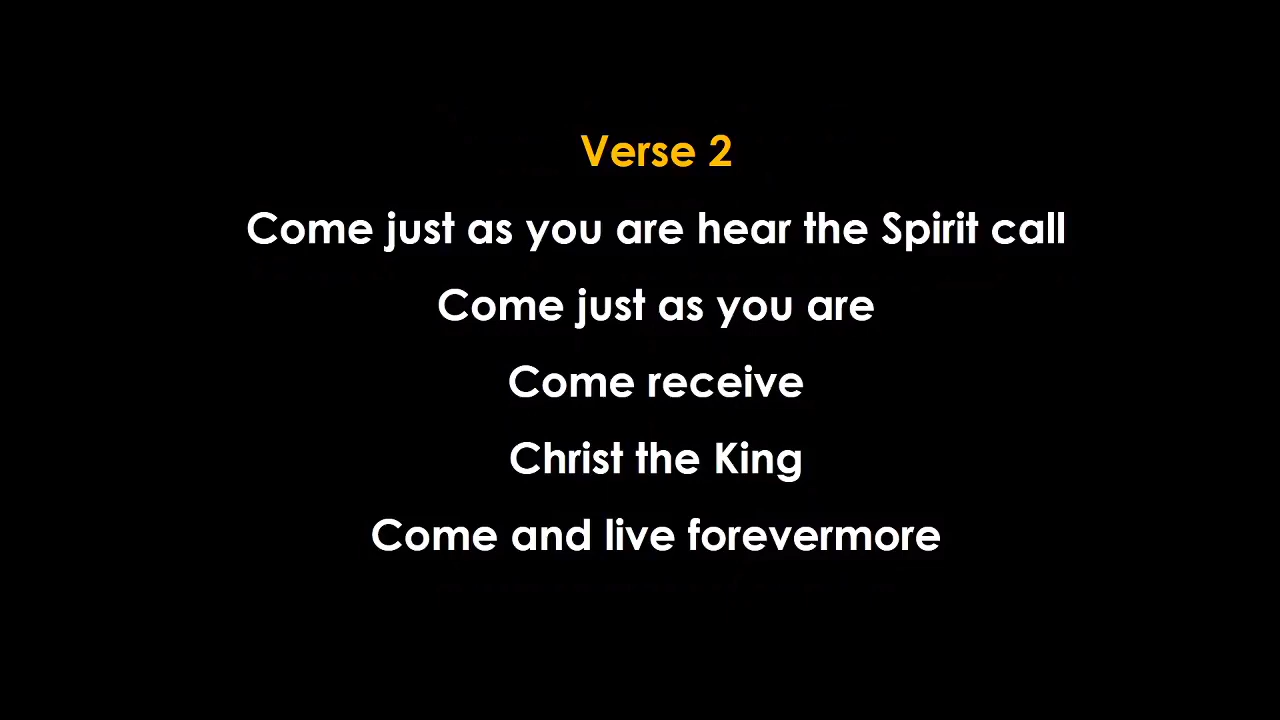 Verse 2
Come just as you are hear the Spirit call
Come just as you are
Come receive
Christ the King
Come and live forevermore